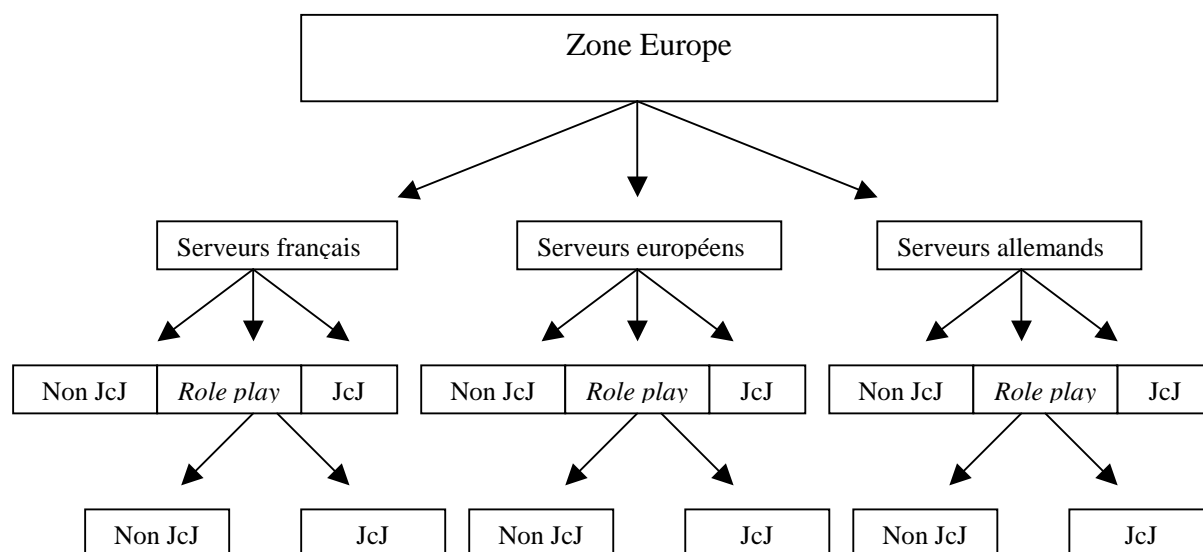 Zone Europe
Serveurs français
Serveurs européens
Serveurs allemands
Non JcJ
Role play
JcJ
Non JcJ
Role play
JcJ
Non JcJ
Role play
JcJ
Non JcJ
JcJ
Non JcJ
JcJ
Non JcJ
JcJ